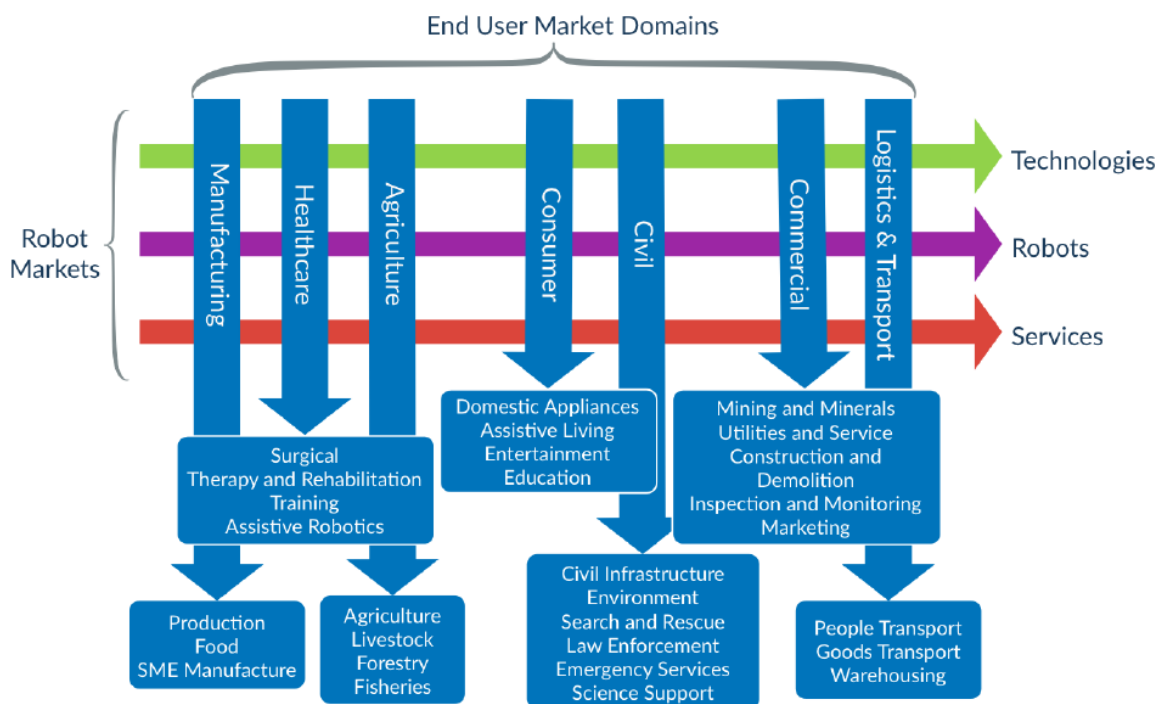 End User Market Domains
Robot
Markets
Technologies
Robots
Services
Manufacturing
Healthcare
Agriculture
Consumer
Civil
Commercial
Logistics & Transport
Surgical
Therapy and Rehabilitation
Training
Assistive Robotics
Domestic Appliances
Assistive Living
Entertainment
Education
Mining and Minerals
Utilities and Service
Construction and
Demolition
Inspection and Monitoring
Marketing
Production
Food
SME Manufacture
Agriculture
Livestock
Forestry
Fisheries
Civil Infrastructure
Environment
Search and Rescue
Law Enforcement
Emergency Services
Science Support
People Transport
Goods Transport
Warehousing